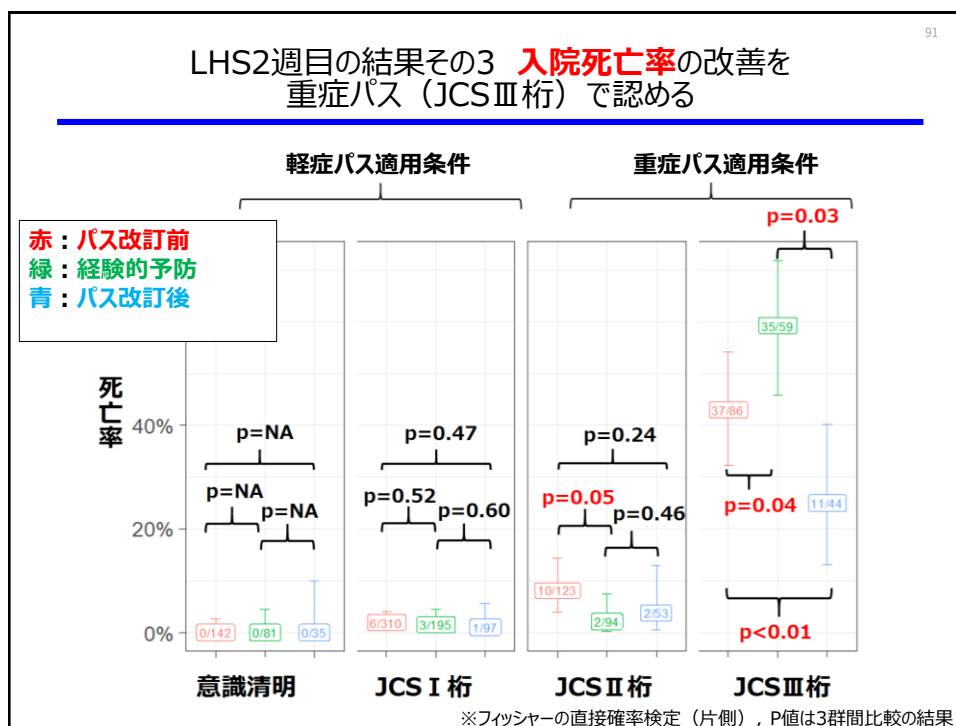 91
LHS2週目の結果その3 入院死亡率の改善を
重症パス（JCSⅢ桁）で認める
軽症パス適用条件
重症パス適用条件
赤：パス改訂前
緑：経験的予防
青：パス改訂後
死亡率
40%
20%
0%
p=NA
p=NA
p=NA
0/142
0/81
0/35
意識清明
p=0.47
p=0.52
p=0.60
6/310
3/195
1/97
JCSⅠ桁
p=0.24
p=0.05
p=0.46
10/123
2/94
2/53
JCSⅡ桁
p=0.03
35/59
37/86
p=0.04
11/44
p<0.01
JCSⅢ桁
※フィッシャーの直接確率検定（片側）, P値は3群間比較の結果